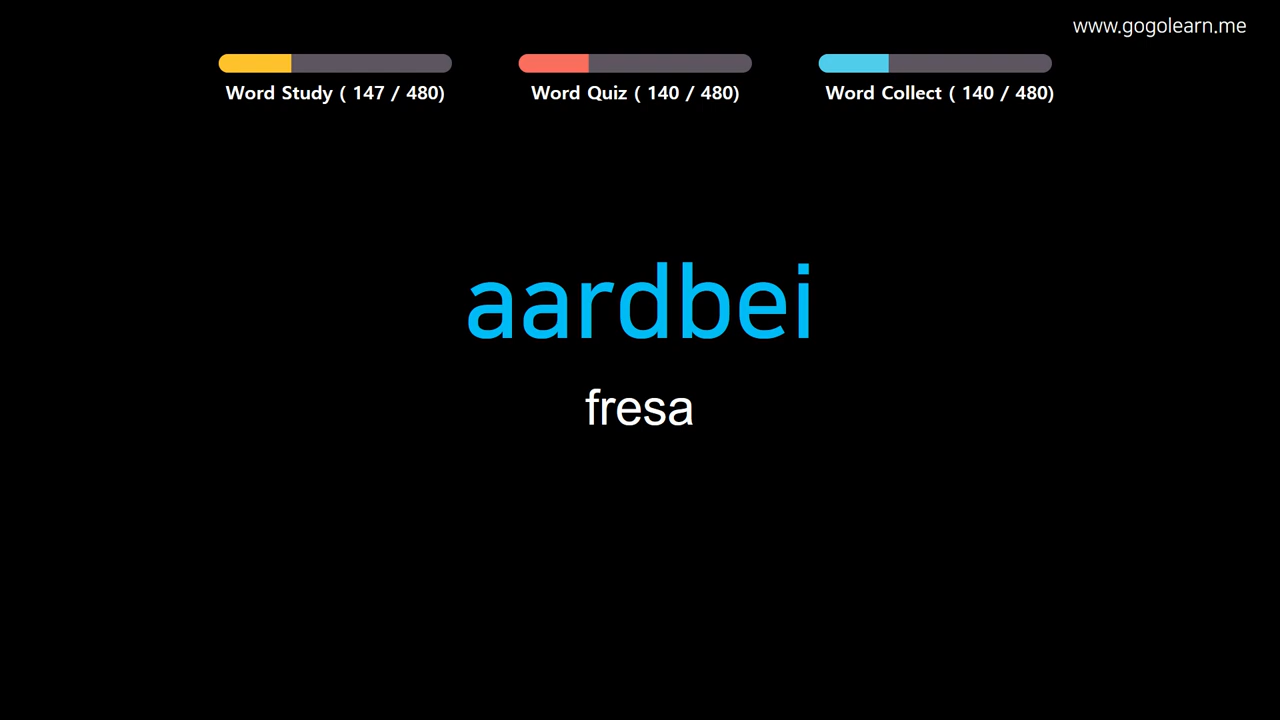 www.gogolearn.me
Word Study ( 147 / 480)
Word Quiz ( 140 / 480)
Word Collect ( 140 / 480)
aardbei
fresa